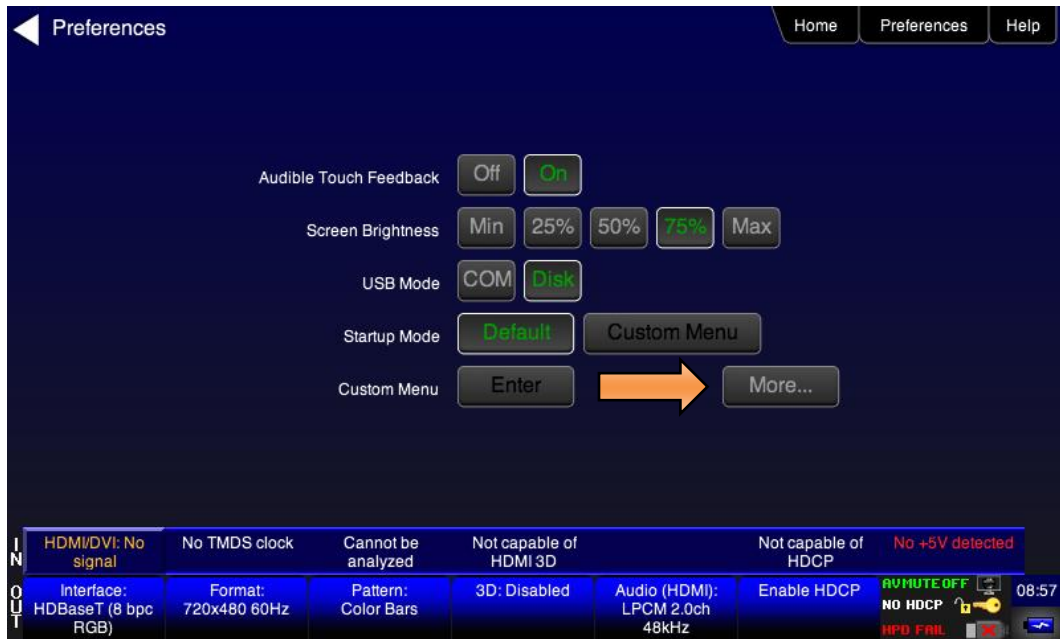 Preferences
Home Preferences Help
Audible Touch Feedback Off On
Screen Brightness Min 25% 50% 75% Max
USB Mode COM Disk
Startup Mode Default Custom Menu
Custom Menu Enter More...
IN
HDMI/DVI: No
signal
No TMDS clock
Cannot be
analyzed
Not capable of
HDMI 3D
Not capable of
HDCP
No +5V detected
OUT
Interface:
HDBaseT (8 bpc
RGB)
Format:
720x480 60Hz
Pattern:
Color Bars
3D: Disabled
Audio (HDMI):
LPCM 2.0ch
48kHz
Enable HDCP
AVMUTEOFF
NO HDCP
HPD FAIL
08:57